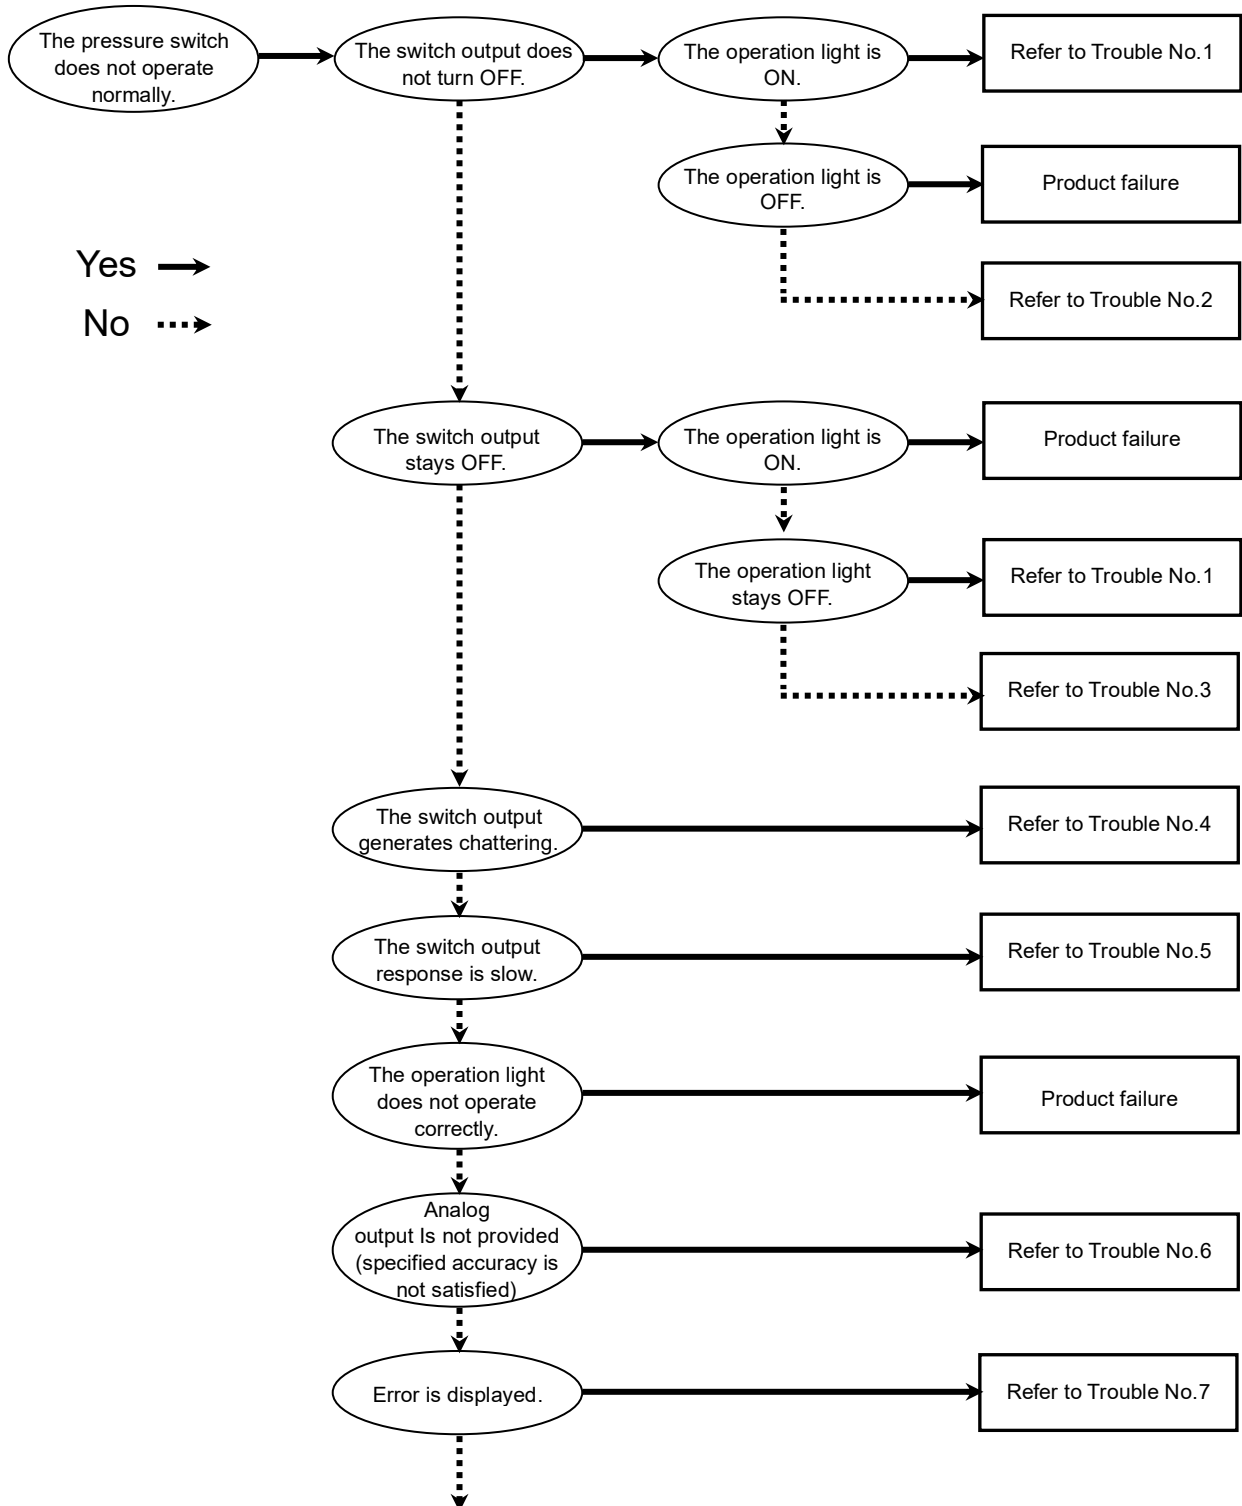 The pressure switch
does not operate
normally.
The switch output does
not turn OFF.
The operation light is
ON.
Refer to Trouble No.1
The operation light is
OFF.
Product failure
Yes
Refer to Trouble No.2
No
The switch output
stays OFF.
The operation light is
ON.
Product failure
The operation light
stays OFF.
Refer to Trouble No.1
Refer to Trouble No.3
The switch output
generates chattering.
Refer to Trouble No.4
The switch output
response is slow.
Refer to Trouble No.5
The operation light
does not operate
correctly.
Product failure
Analog
output Is not provided
(specified accuracy is
not satisfied)
Refer to Trouble No.6
Error is displayed.
Refer to Trouble No.7